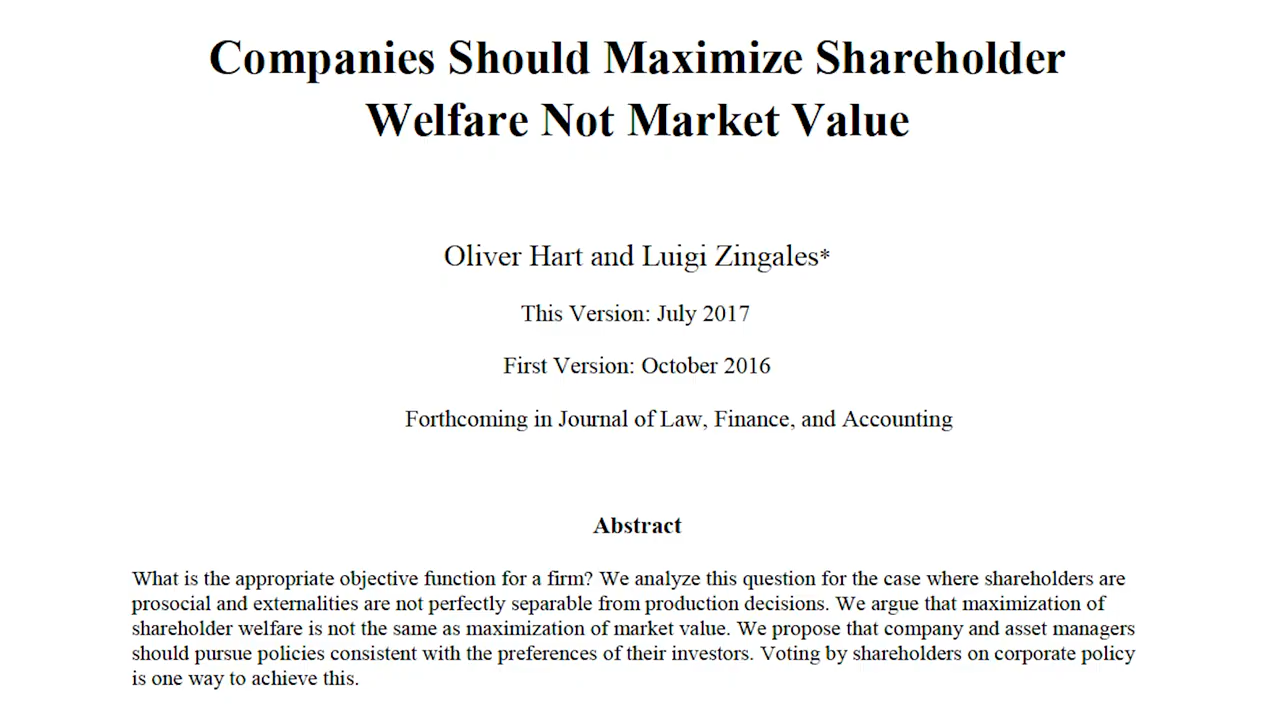 Companies Should Maximize Shareholder
Welfare Not Market Value
Oliver Hart and Luigi Zingales*
This Version: July 2017
First Version: October 2016
Forthcoming in Journal of Law, Finance, and Accounting
Abstract
What is the appropriate objective function for a firm? We analyze this question for the case where shareholders are
prosocial and externalities are not perfectly separable from production decisions. We argue that maximization of
shareholder welfare is not the same as maximization of market value. We propose that company and asset managers
should pursue policies consistent with the preferences of their investors. Voting by shareholders on corporate policy
is one way to achieve this.